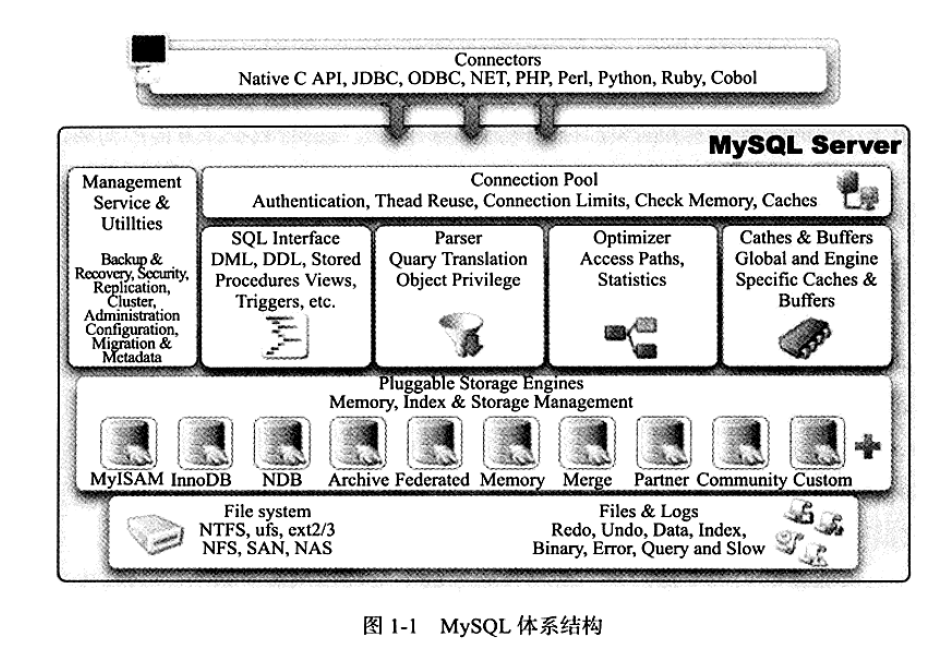 Connectors
Native C API, JDBC, ODBC, NET, PHP, Perl, Python, Ruby, Cobol
MySQL Server
Management
Service &
Utillties
Backup &
Recovery, Security,
Replication,
Cluster,
Administration
Configuration,
Migration &
Metadata
Connection Pool
Authentication, Thead Reuse, Connection Limits, Check Memory, Caches
SQL Interface
DML, DDL, Stored
Procedures Views,
Triggers, etc.
Parser
Quary Translation
Object Privilege
Optimizer
Access Paths,
Statistics
Cathes & Buffers
Global and Engine
Specific Caches &
Buffers
Pluggable Storage Engines
Memory, Index & Storage Management
MyISAM InnoDB NDB Archive Federated Memory Merge Partner Community Custom
File system
NTFS, ufs, ext2/3
NFS, SAN, NAS
Files & Logs
Redo, Undo, Data, Index,
Binary, Error, Query and Slow
图 1-1 MySQL 体系结构